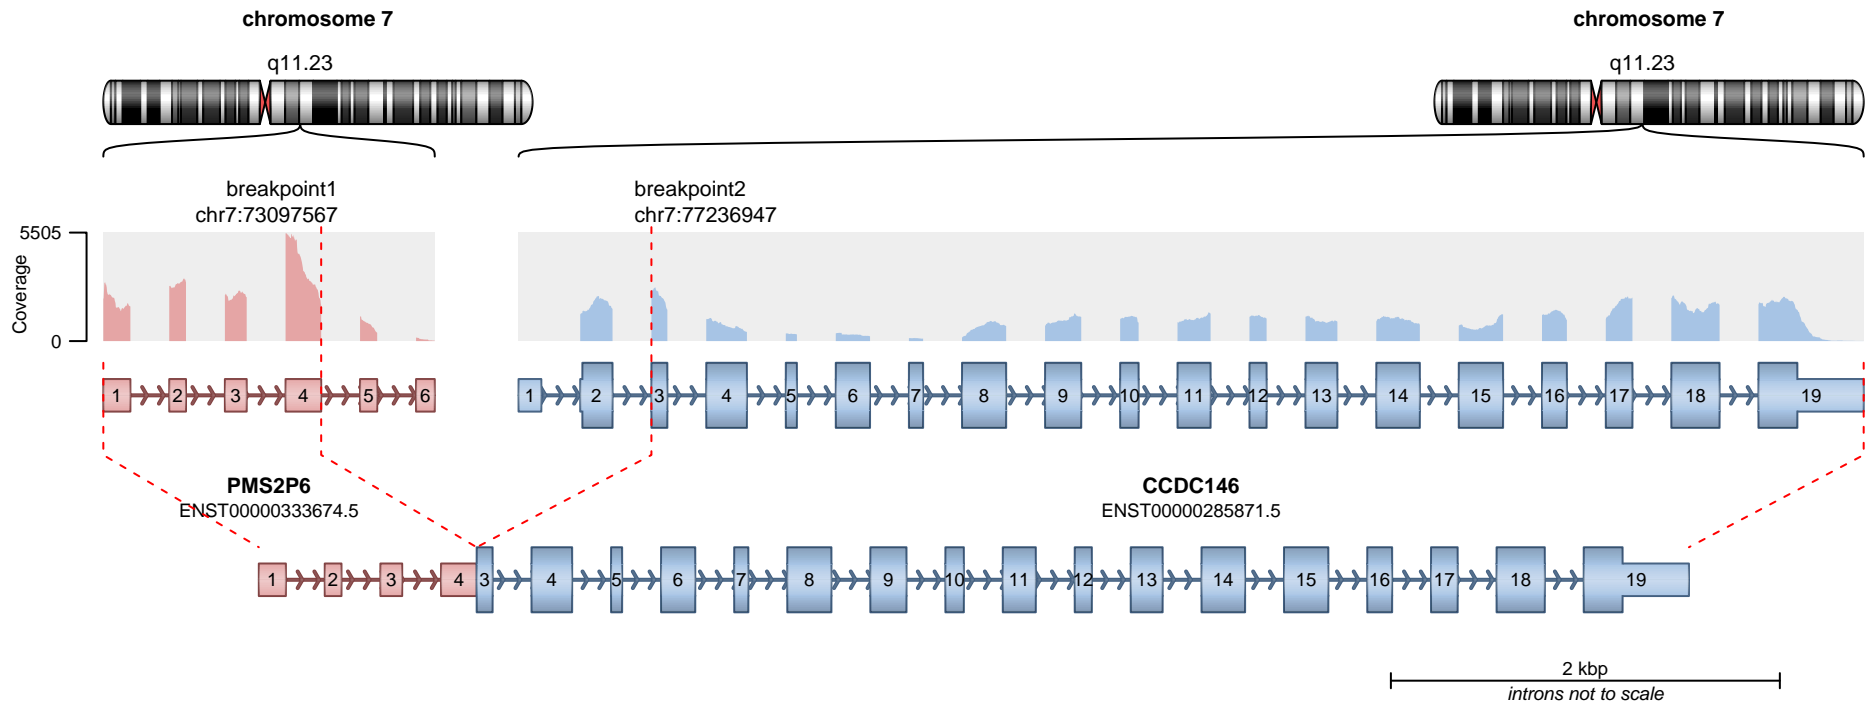 chromosome 7
chromosome 7
q11.23
q11.23
breakpoint1
chr7:73097567
breakpoint2
chr7:77236947
5505
Coverage
0
1 2 3 4 5 6
1 2 3 4 5 6 7 8 9 10 11 12 13 14 15 16 17 18 19
PMS2P6
ENST00000333674.5
CCDC146
ENST00000285871.5
1 2 3 4 3 4 5 6 7 8 9 10 11 12 13 14 15 16 17 18 19
2 kbp
introns not to scale